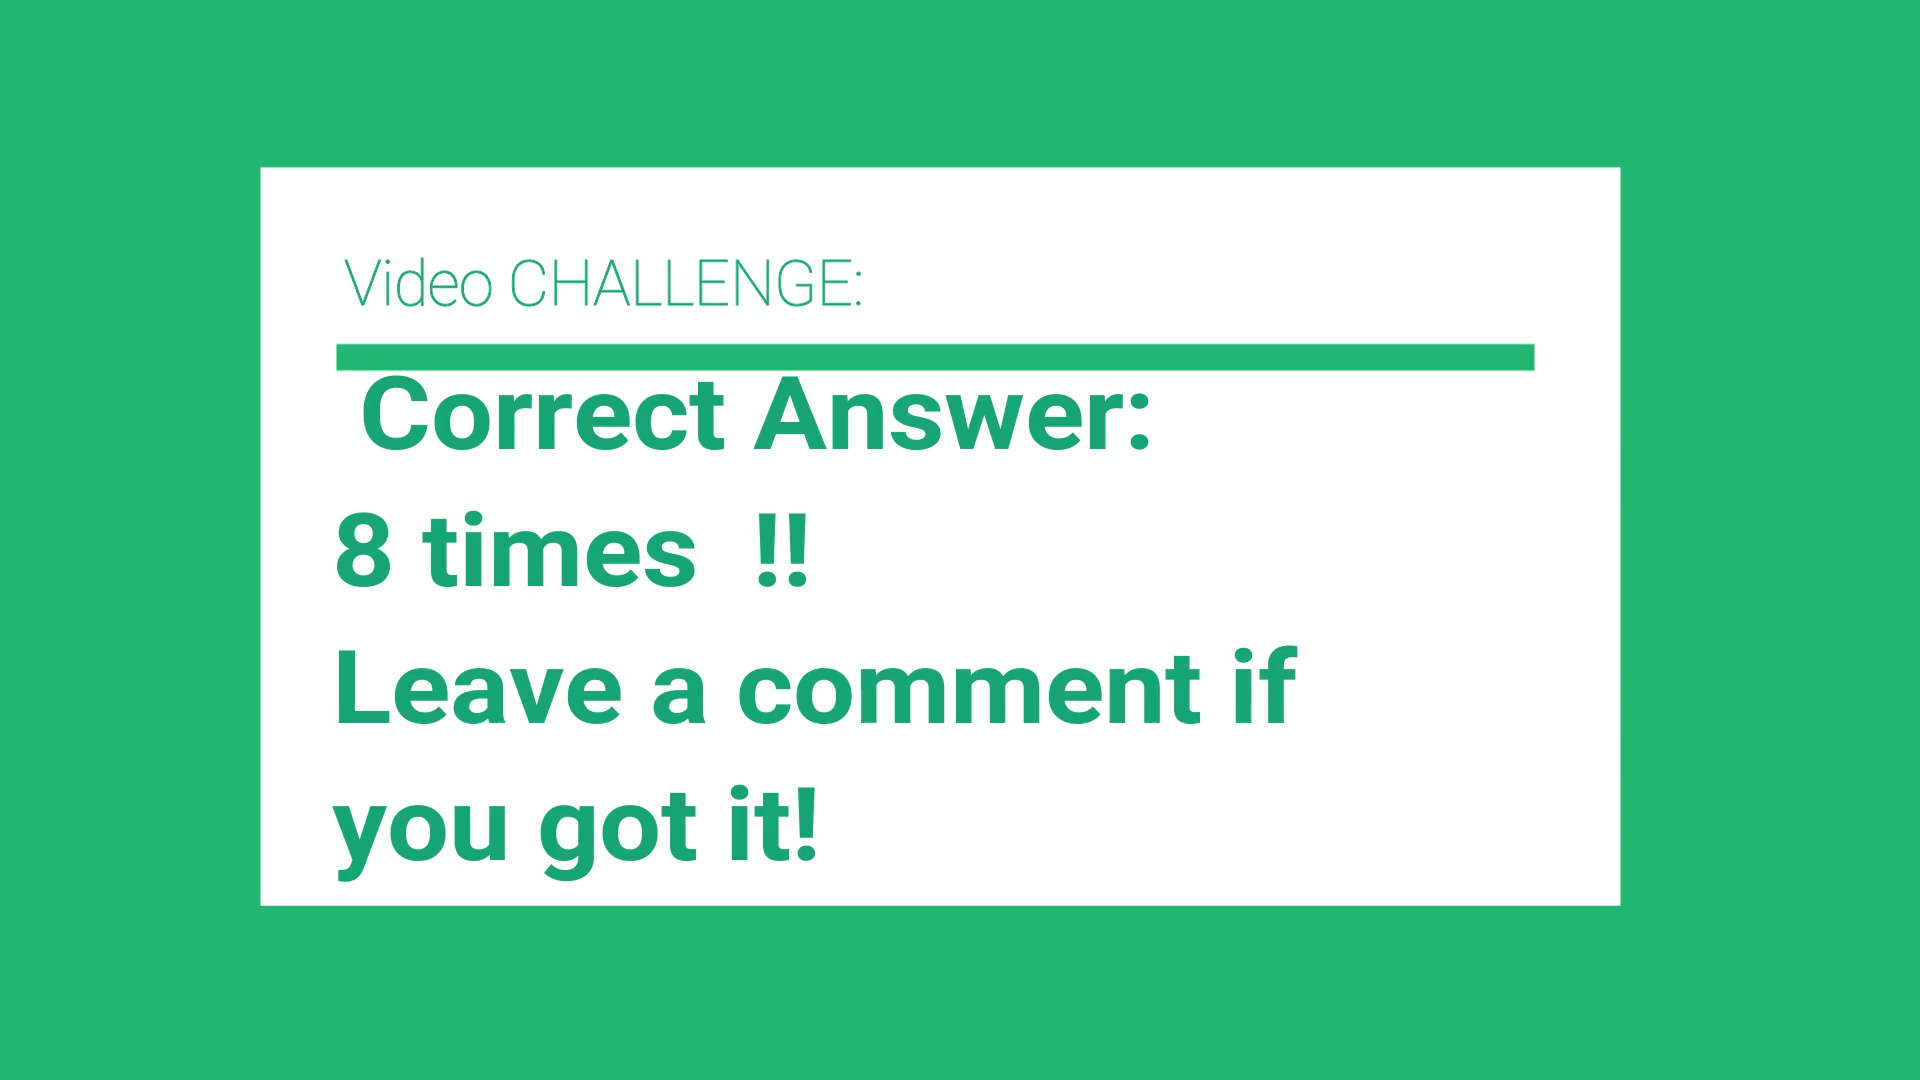 Video CHALLENGE:
Correct Answer:
8 times  !!
Leave a comment if
you got it!